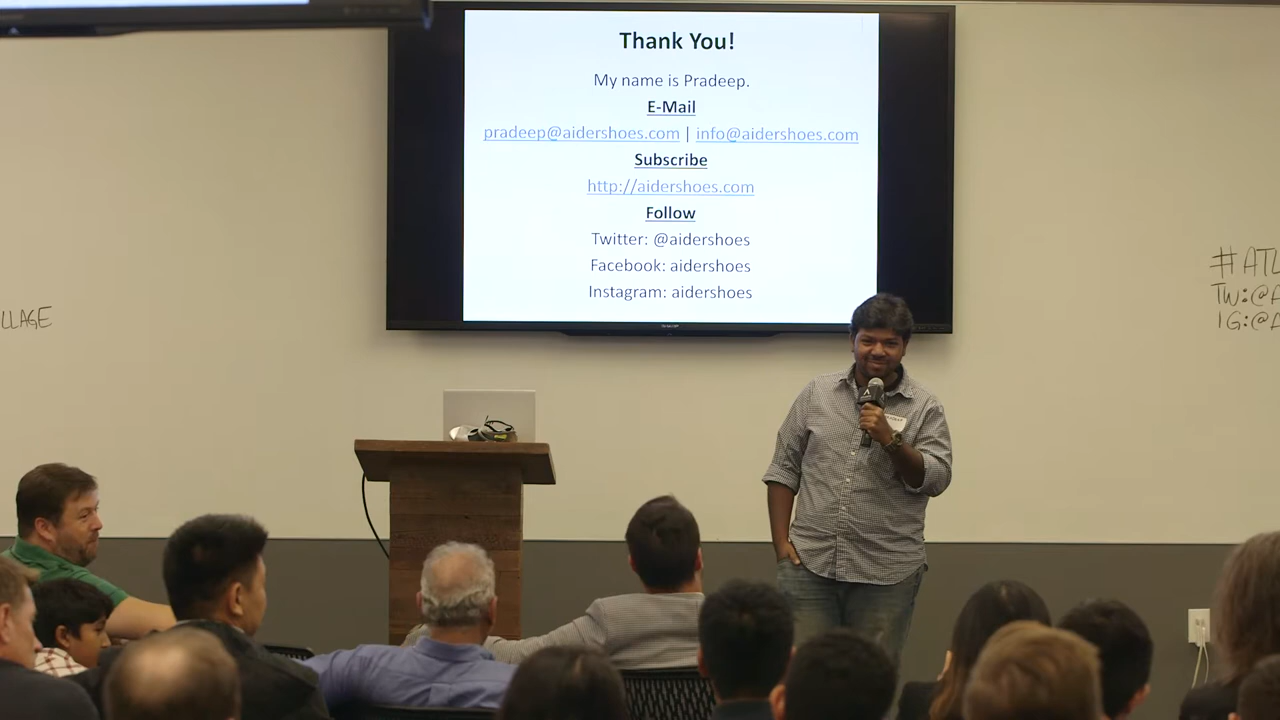 Thank You!
My name is Pradeep.
E-Mail
pradeep@aidershoes.com | info@aidershoes.com
Subscribe
http://aidershoes.com
Follow
Twitter: @aidershoes
Facebook: aidershoes
Instagram: aidershoes
LLAGE
#ATL
TW:@A
IG:@A